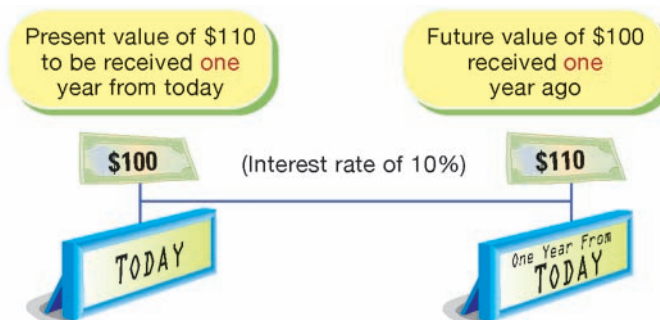 Present value of $110
to be received one
year from today
Future value of $100
received one
year ago
$100
(Interest rate of 10%)
$110
TODAY
One Year From
TODAY